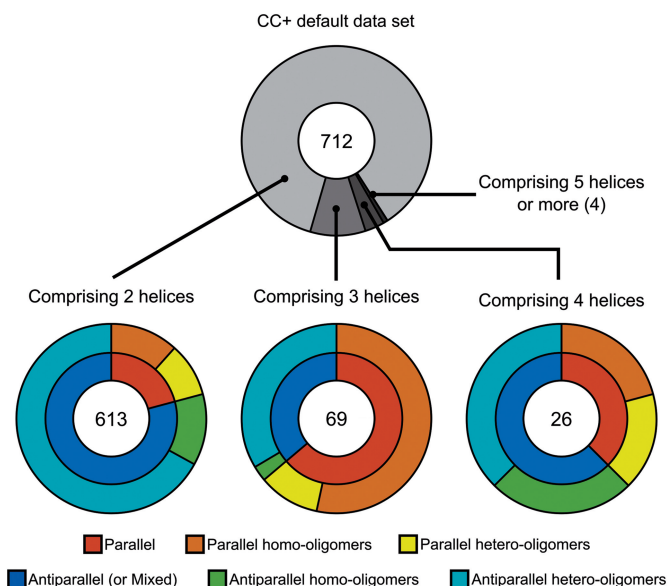 CC+ default data set
712
Comprising 5 helices
or more (4)
Comprising 2 helices
Comprising 3 helices
Comprising 4 helices
613
69
26
Parallel
Parallel homo-oligomers
Parallel hetero-oligomers
Antiparallel (or Mixed)
Antiparallel homo-oligomers
Antiparallel hetero-oligomers